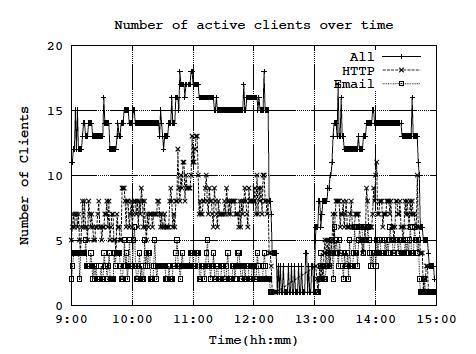 Number of active clients over time
20
15
10
5
0
Number of Clients
All
HTTP
Email
9:00 10:00 11:00 12:00 13:00 14:00 15:00
Time(hh:mm)